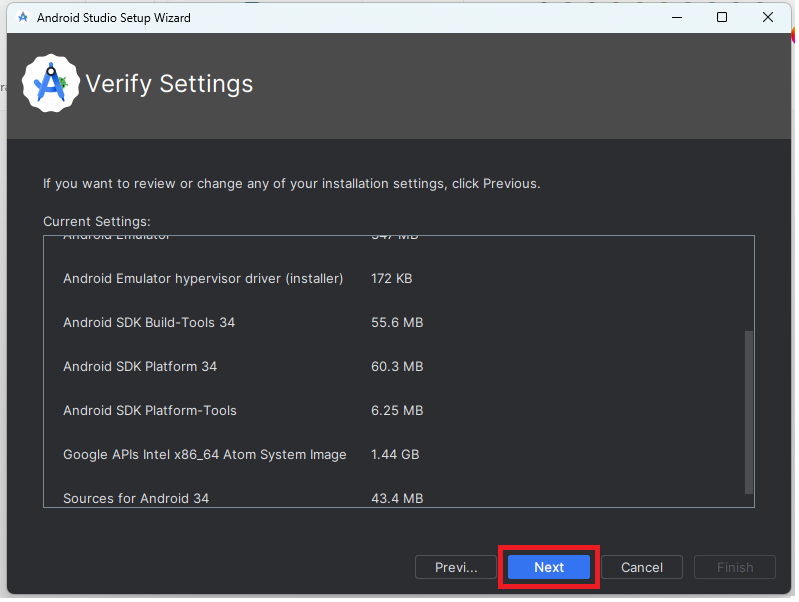 Android Studio Setup Wizard
Verify Settings
If you want to review or change any of your installation settings, click Previous.
Current Settings:
Android Emulator 347 MB
Android Emulator hypervisor driver (installer) 172 KB
Android SDK Build-Tools 34 55.6 MB
Android SDK Platform 34 60.3 MB
Android SDK Platform-Tools 6.25 MB
Google APIs Intel x86_64 Atom System Image 1.44 GB
Sources for Android 34 43.4 MB
Previ... Next Cancel Finish